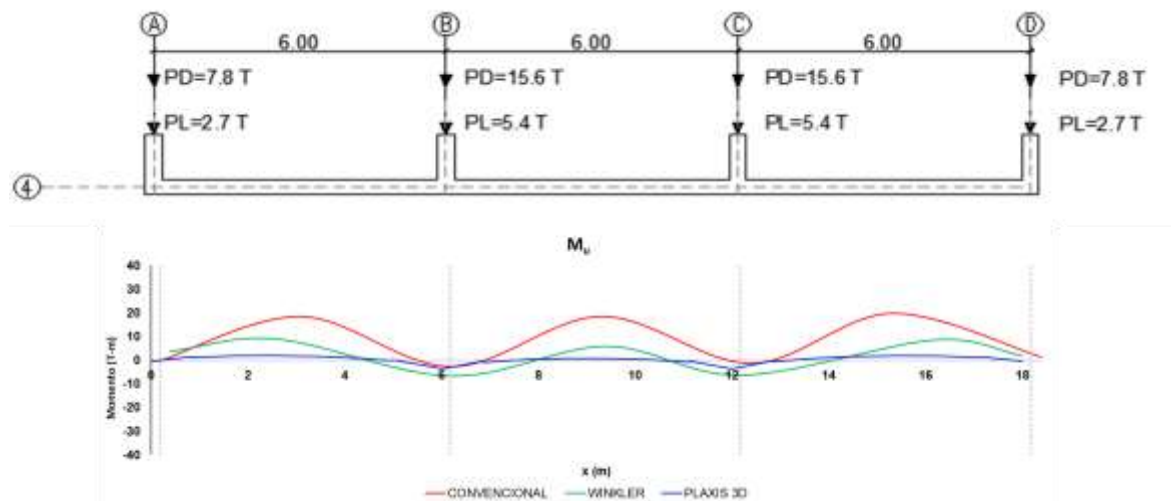 A B C D
6.00 6.00 6.00
PD=7.8 T PD=15.6 T PD=15.6 T PD=7.8 T
PL=2.7 T PL=5.4 T PL=5.4 T PL=2.7 T
4
Mu
40
30
20
10
0
-10
-20
-30
-40
Momento (T-m)
0 2 4 6 8 10 12 14 16 18
x (m)
CONVENCIONAL WINKLER PLAXIS 3D